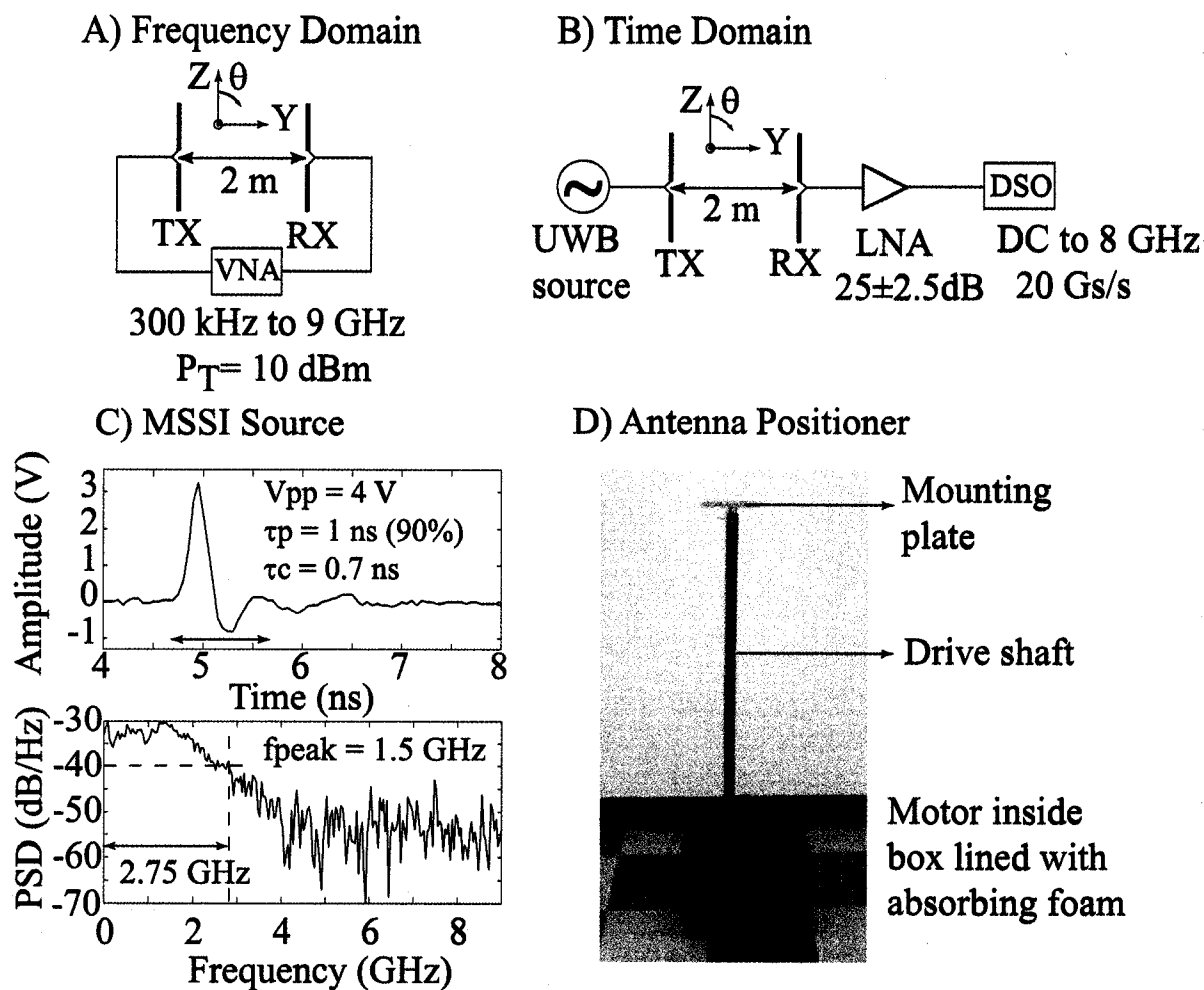 A) Frequency Domain
Z θ
Y
2 m
TX RX
VNA
300 kHz to 9 GHz
PT= 10 dBm
B) Time Domain
Z θ
Y
2 m
UWB
source
TX RX
LNA
25±2.5dB
DSO
DC to 8 GHz
20 Gs/s
C) MSSI Source
Amplitude (V)
3
2
1
0
-1
Vpp = 4 V
τp = 1 ns (90%)
τc = 0.7 ns
4 5 6 7 8
Time (ns)
PSD (dB/Hz)
-30
-40
-50
-60
-70
fpeak = 1.5 GHz
2.75 GHz
0 2 4 6 8
Frequency (GHz)
D) Antenna Positioner
Mounting
plate
Drive shaft
Motor inside
box lined with
absorbing foam